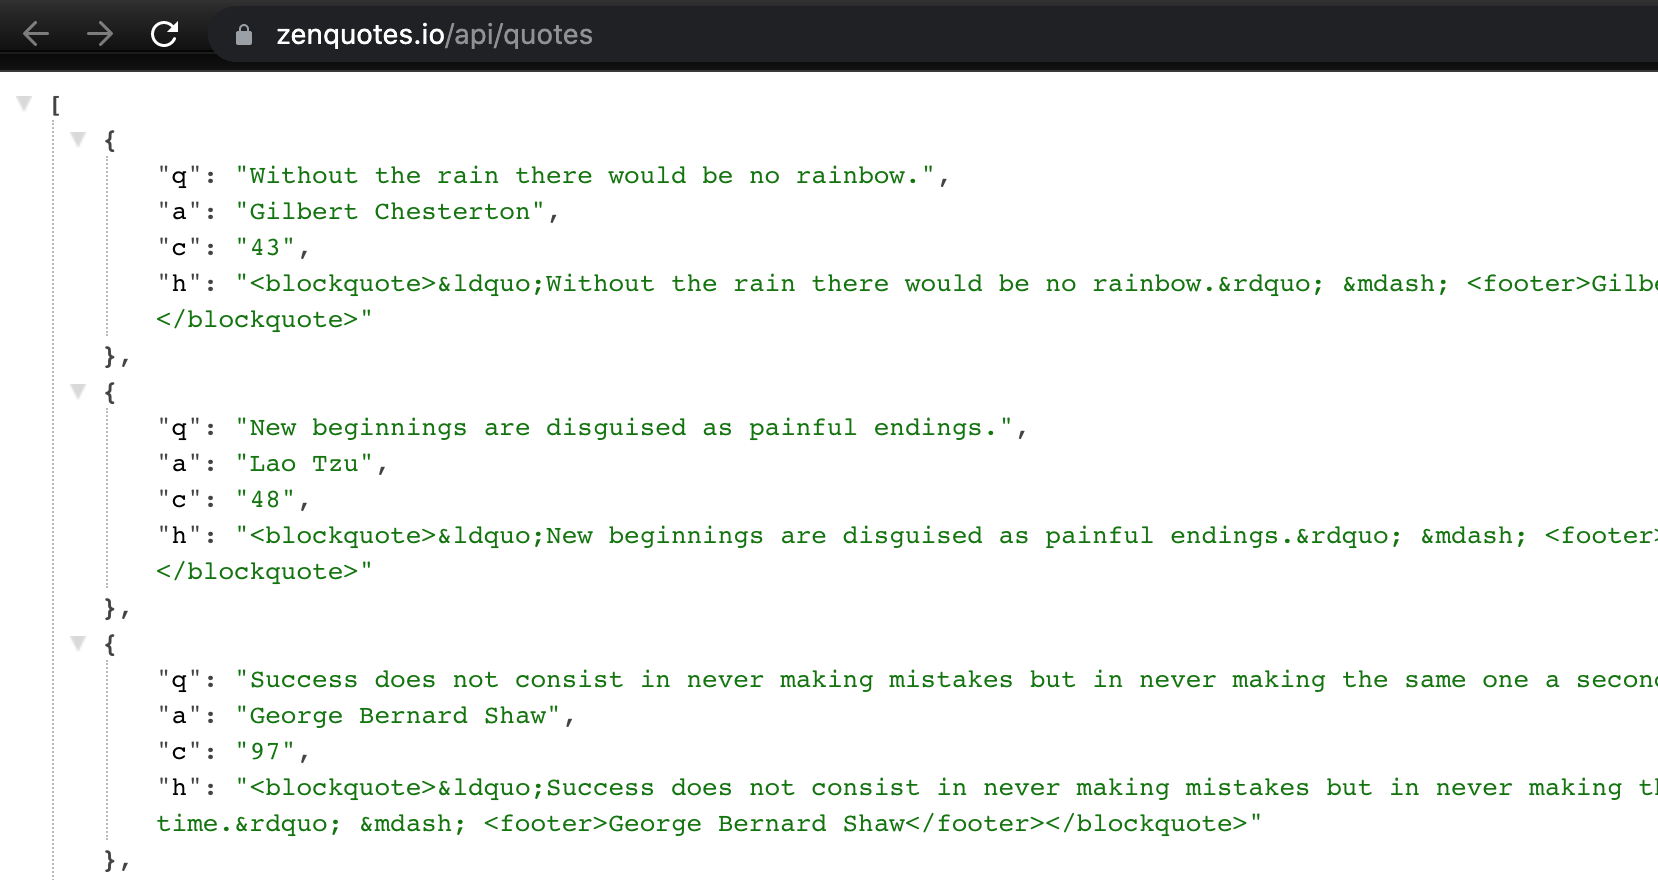 zenquotes.io/api/quotes
[
{
"q": "Without the rain there would be no rainbow.",
"a": "Gilbert Chesterton",
"c": "43",
"h": "<blockquote>&ldquo;Without the rain there would be no rainbow.&rdquo; &mdash; <footer>Gilbe
</blockquote>"
},
{
"q": "New beginnings are disguised as painful endings.",
"a": "Lao Tzu",
"c": "48",
"h": "<blockquote>&ldquo;New beginnings are disguised as painful endings.&rdquo; &mdash; <footer>
</blockquote>"
},
{
"q": "Success does not consist in never making mistakes but in never making the same one a secon
"a": "George Bernard Shaw",
"c": "97",
"h": "<blockquote>&ldquo;Success does not consist in never making mistakes but in never making th
time.&rdquo; &mdash; <footer>George Bernard Shaw</footer></blockquote>"
},